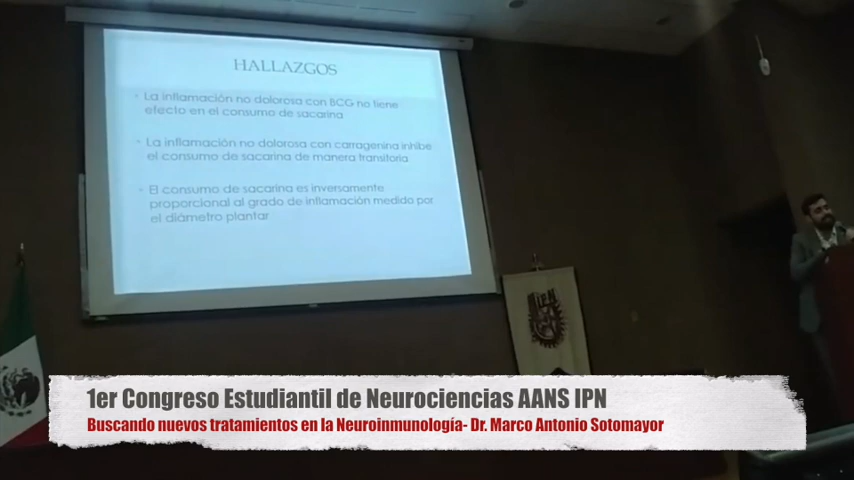 HALLAZGOS
La inflamación no dolorosa con BCG no tiene
efecto en el consumo de sacarina
La inflamación no dolorosa con carragenina inhibe
el consumo de sacarina de manera transitoria
El consumo de sacarina es inversamente
proporcional al grado de inflamación medido por
el diámetro plantar
IPN
1er Congreso Estudiantil de Neurociencias AANS IPN
Buscando nuevos tratamientos en la Neuroinmunología- Dr. Marco Antonio Sotomayor